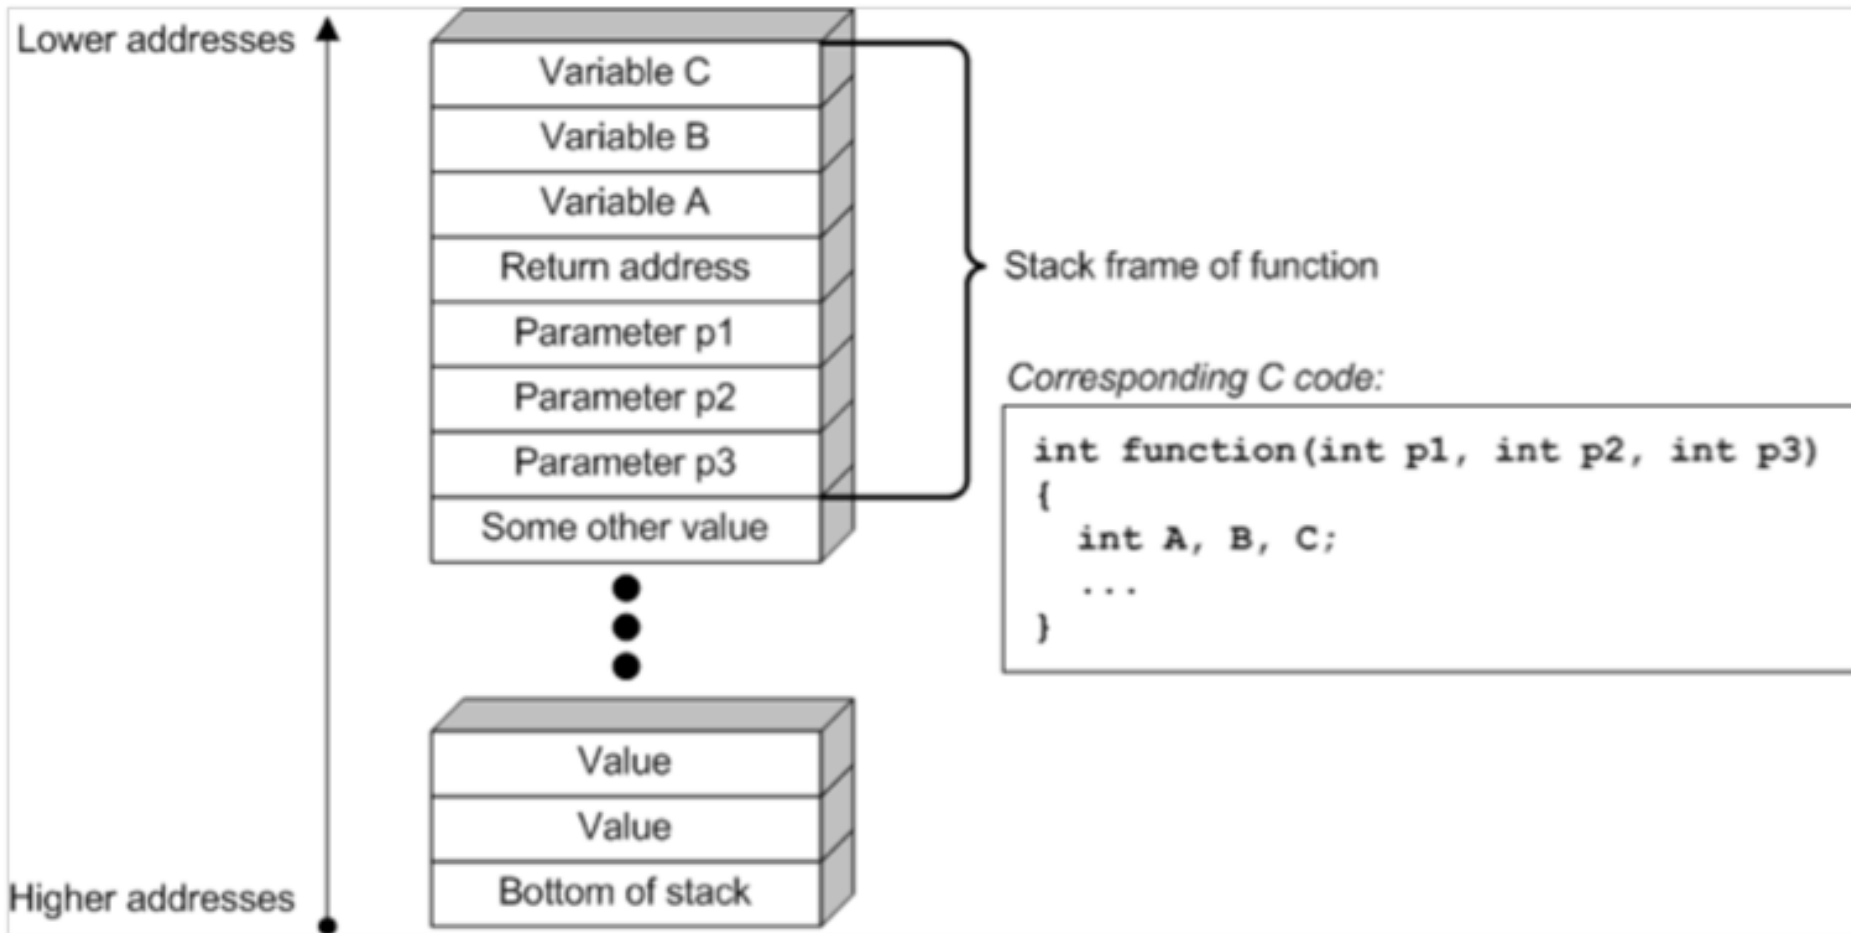 Lower addresses
Variable C
Variable B
Variable A
Return address
Parameter p1
Parameter p2
Parameter p3
Some other value
Stack frame of function
Corresponding C code:
int function(int p1, int p2, int p3)
{
int A, B, C;
...
}
Value
Value
Bottom of stack
Higher addresses